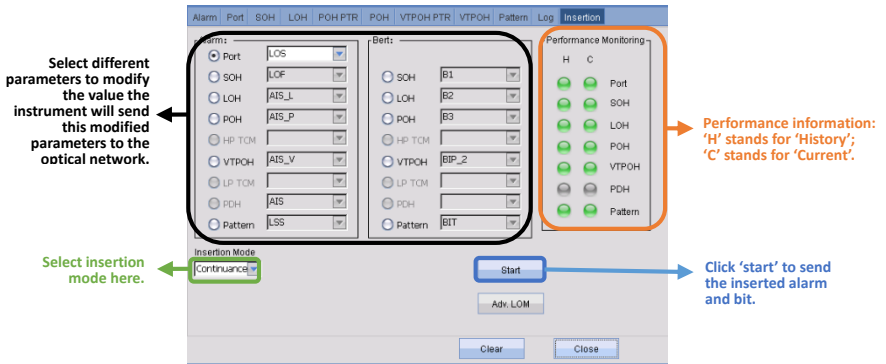 Alarm Port SOH LOH POH PTR POH VTPOH PTR VTPOH Pattern Log Insertion
Select different
parameters to modify
the value the
instrument will send
this modified
parameters to the
optical network.
Alarm:
Port LOS
SOH LOF
LOH AIS_L
POH AIS_P
HP TCM
VTPOH AIS_V
LP TCM
PDH AIS
Pattern LSS
Bert:
SOH B1
LOH B2
POH B3
HP TCM
VTPOH BIP_2
LP TCM
PDH
Pattern BIT
Performance Monitoring
H C
Port
SOH
LOH
POH
VTPOH
PDH
Pattern
Performance information:
‘H’ stands for ‘History’;
‘C’ stands for ‘Current’.
Select insertion
mode here.
Insertion Mode
Continuance
Start
Click ‘start’ to send
the inserted alarm
and bit.
Adv. LOM
Clear Close